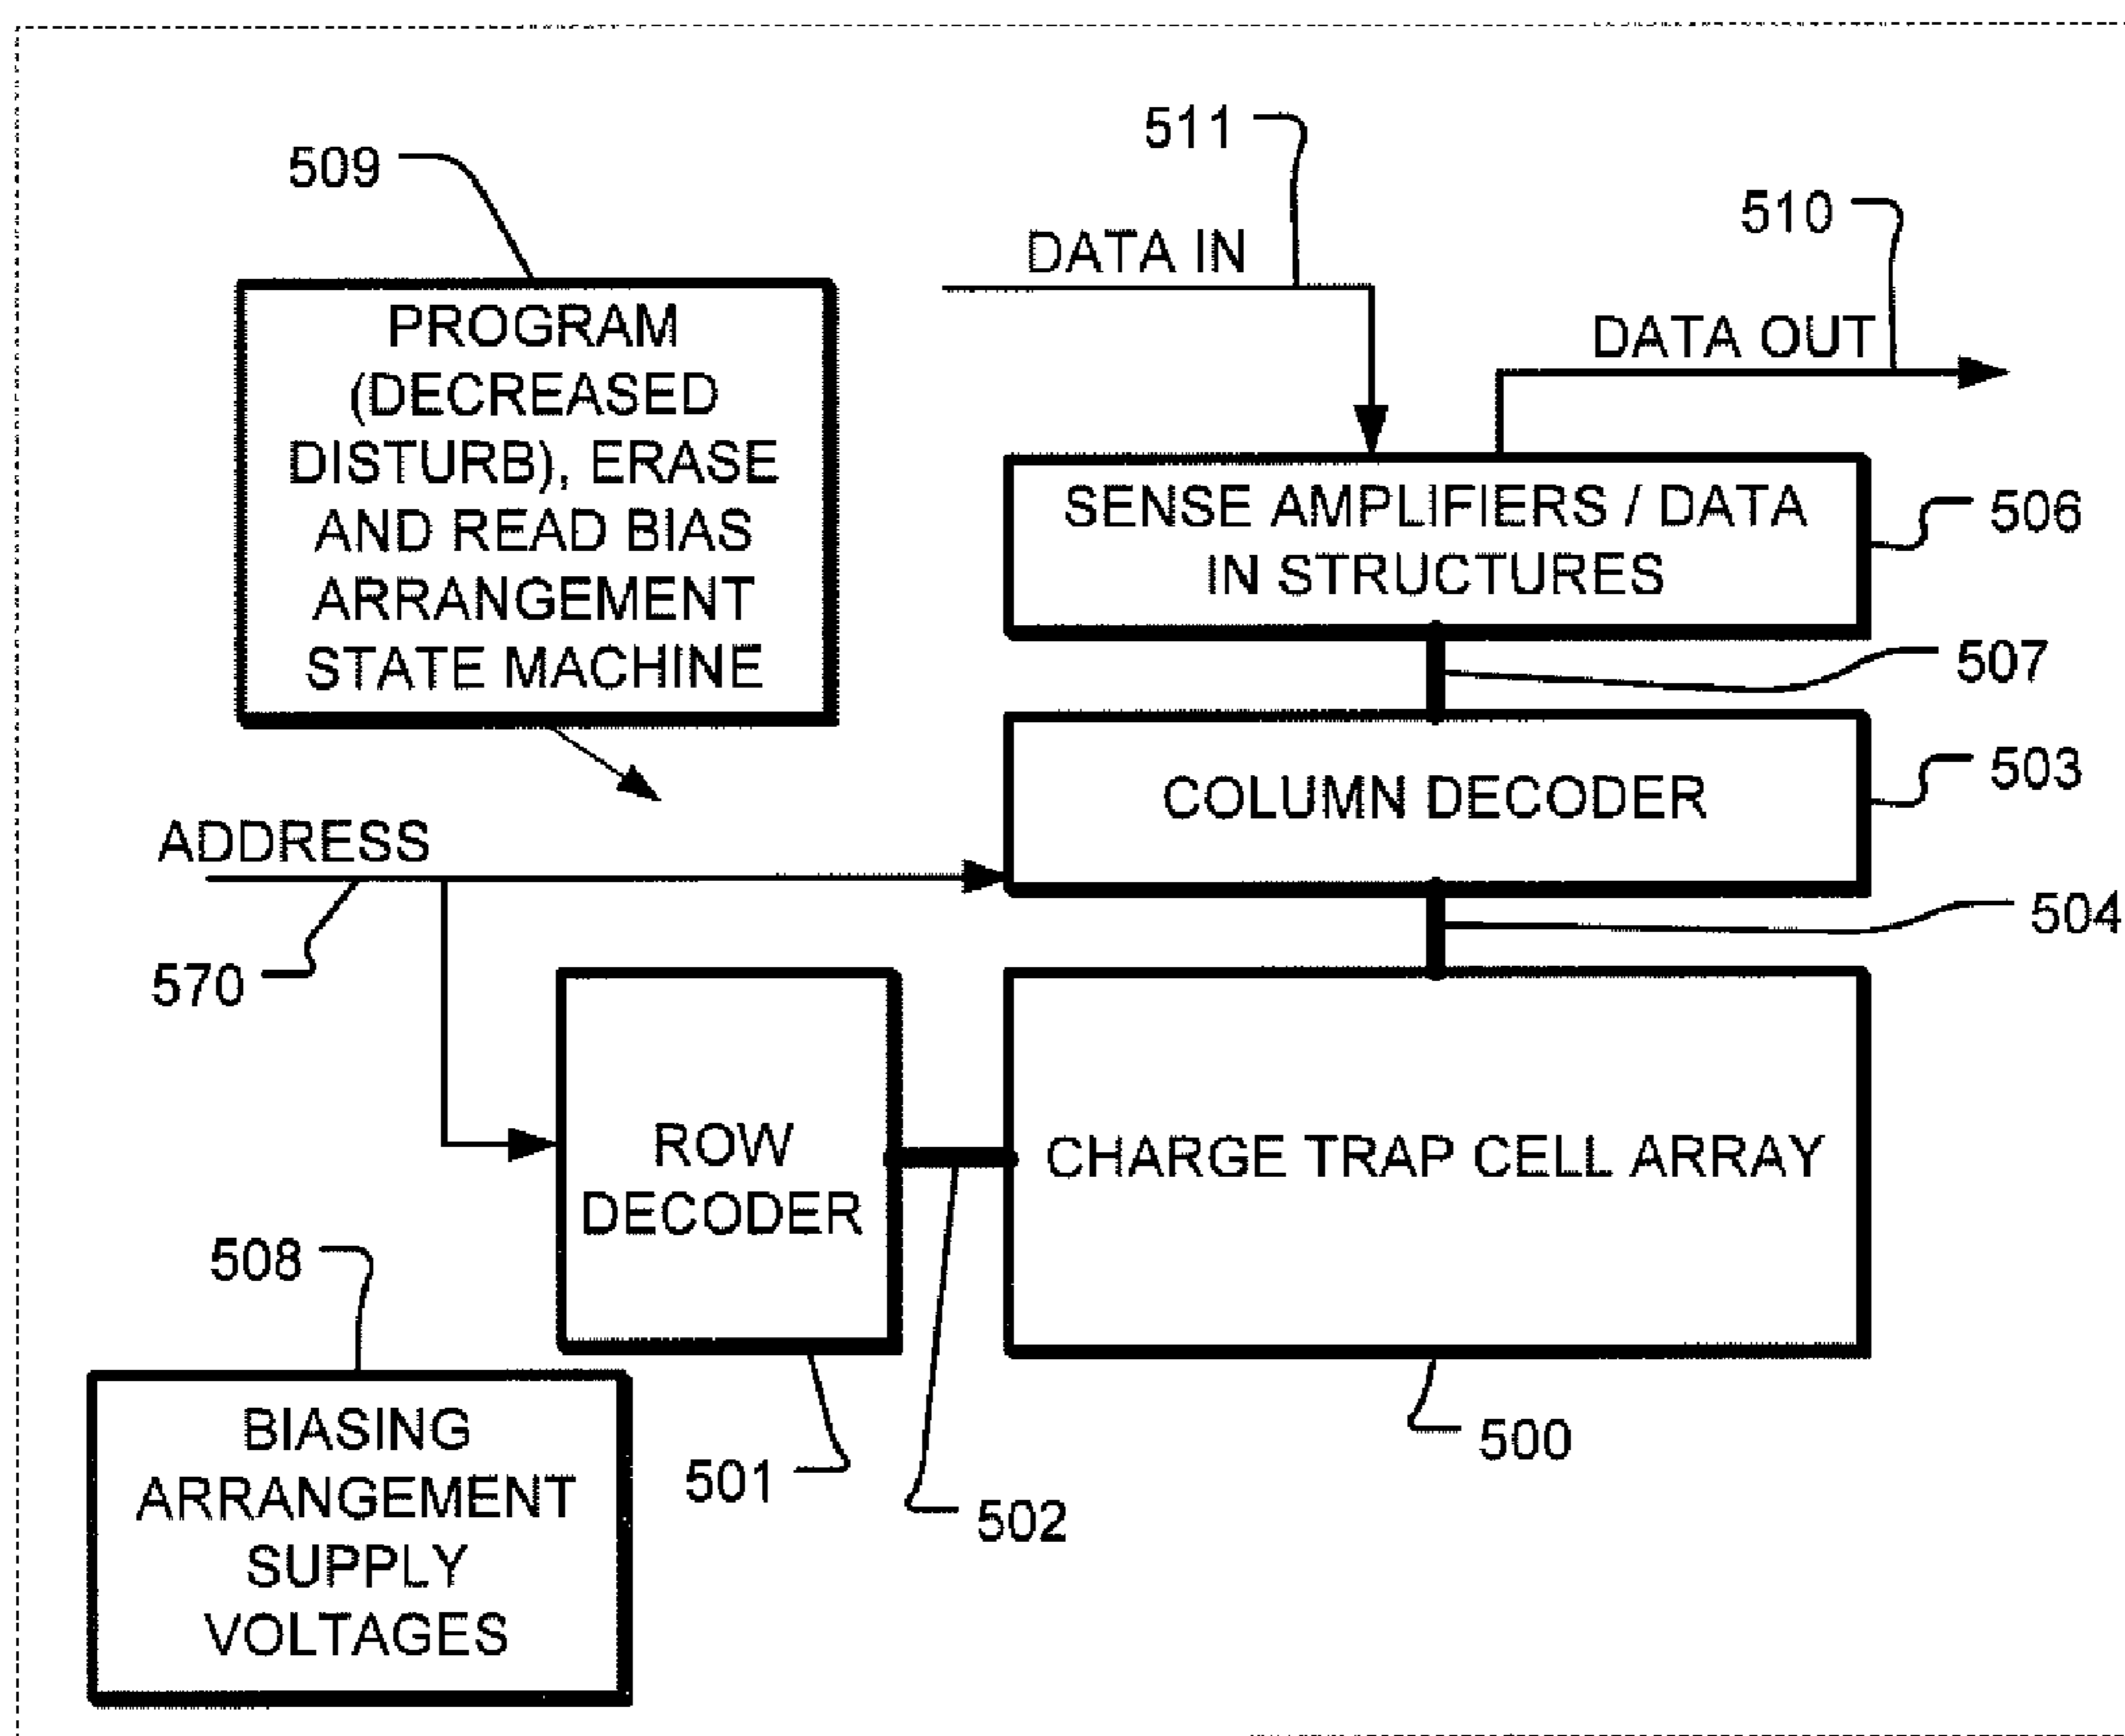 511
509
510
DATA IN
DATA OUT
PROGRAM
(DECREASED
DISTURB), ERASE
AND READ BIAS
ARRANGEMENT
STATE MACHINE
SENSE AMPLIFIERS / DATA
IN STRUCTURES
506
507
COLUMN DECODER
503
ADDRESS
504
570
ROW
DECODER
CHARGE TRAP CELL ARRAY
508
501
502
500
BIASING
ARRANGEMENT
SUPPLY
VOLTAGES